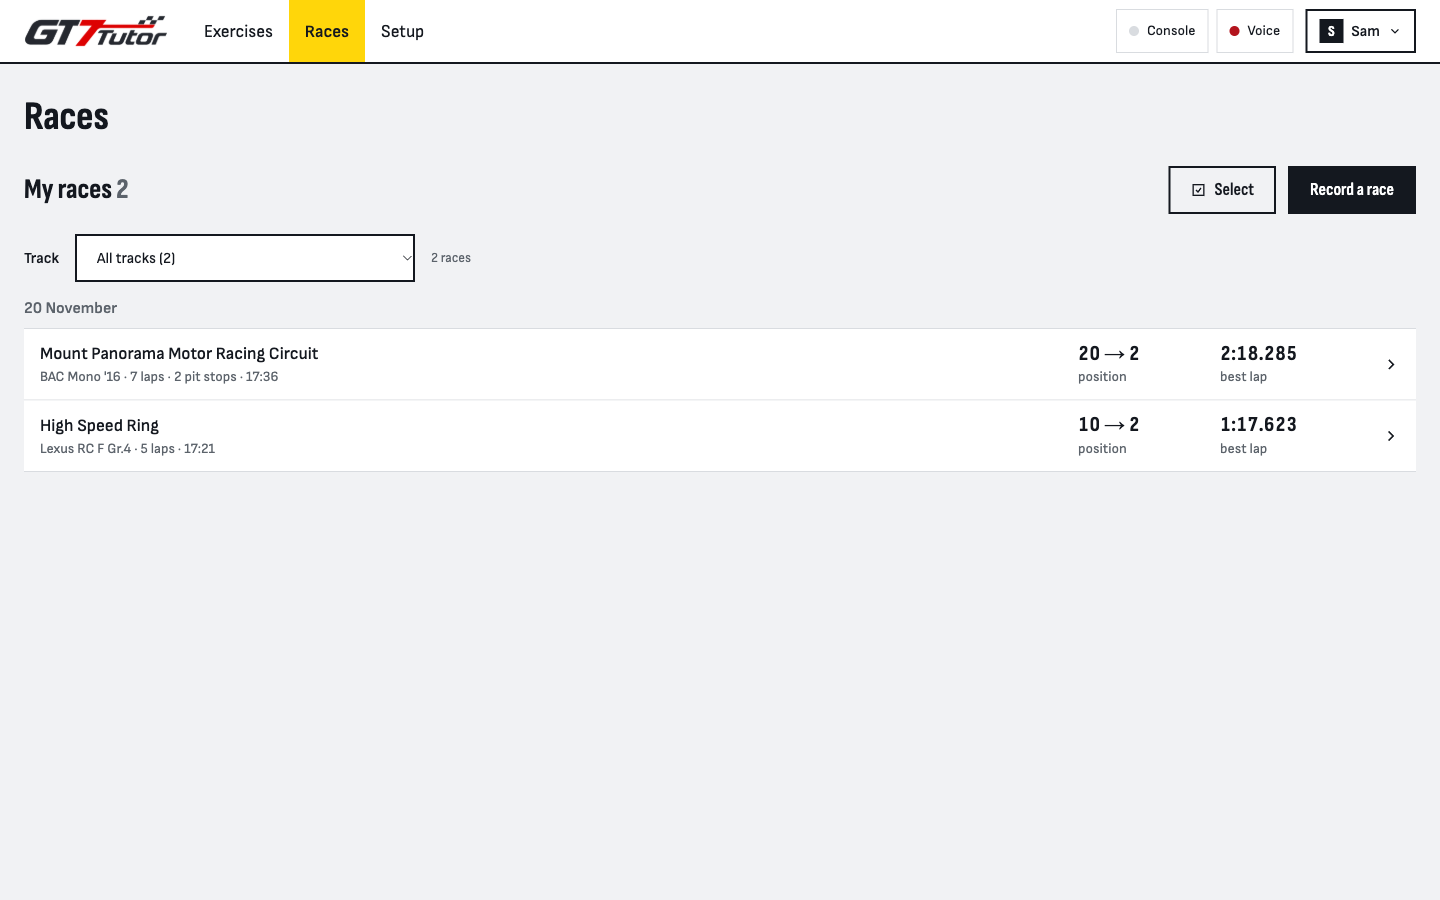 GT7Tutor
Exercises
Races
Setup
Console
Voice
S
Sam
Races
My races 2
Select
Record a race
Track
All tracks (2)
2 races
20 November
Mount Panorama Motor Racing Circuit
BAC Mono '16 · 7 laps · 2 pit stops · 17:36
20 → 2
position
2:18.285
best lap
High Speed Ring
Lexus RC F Gr.4 · 5 laps · 17:21
10 → 2
position
1:17.623
best lap